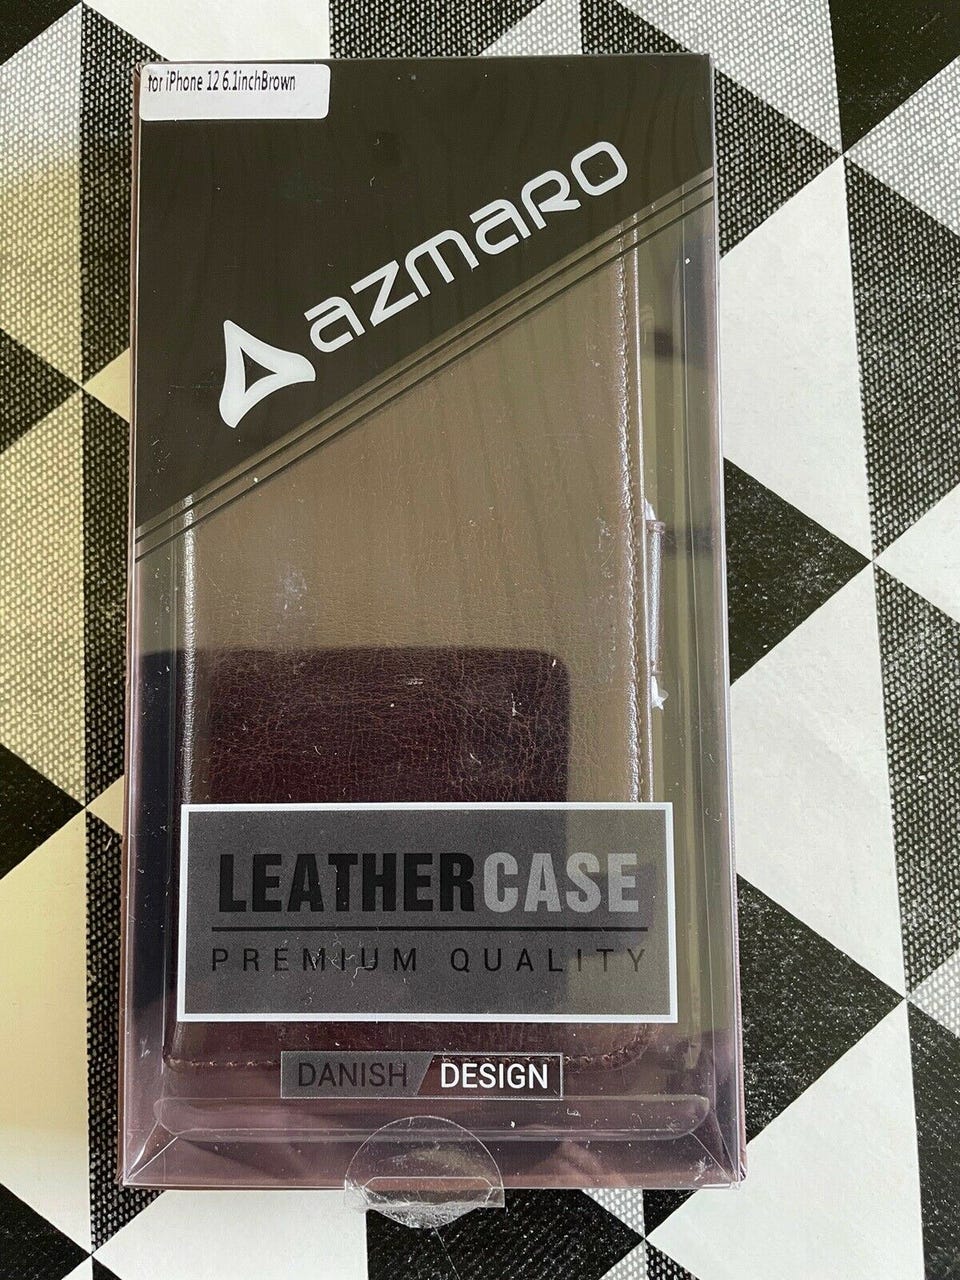 for iPhone 12 6.1inchBrown
azmaRO
LEATHERCASE
PREMIUM QUALITY
DANISH DESIGN